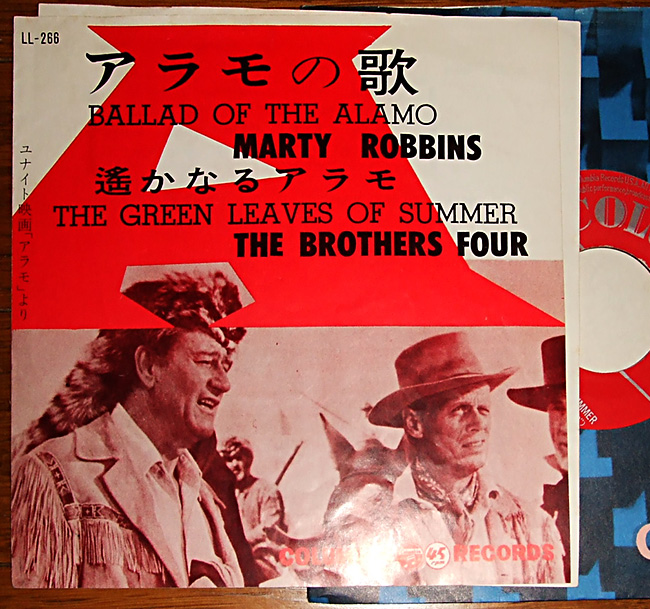 LL-266
アラモの歌
BALLAD OF THE ALAMO
MARTY ROBBINS
遙かなるアラモ
THE GREEN LEAVES OF SUMMER
THE BROTHERS FOUR
ユナイト映画「アラモ」より
45
RECORDS